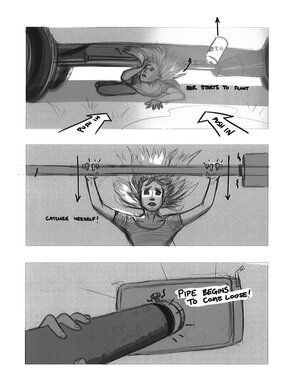 HAIR STARTS TO FLOAT
PUSH IN
PUSH IN
CATCHES HERSELF!
PIPE BEGINS
TO COME LOOSE!